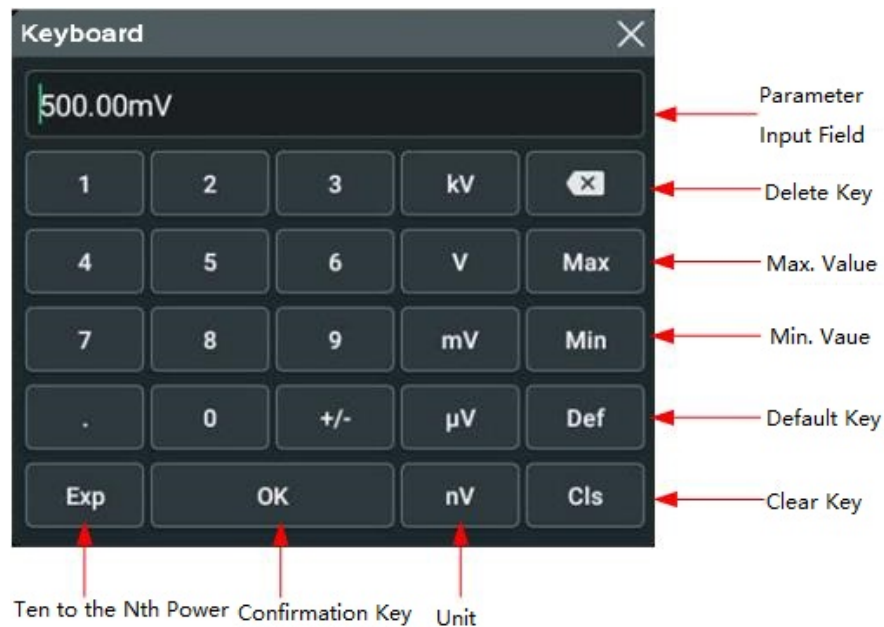 Keyboard
500.00mV
Parameter
Input Field
1 2 3 kV
Delete Key
4 5 6 V Max
Max. Value
7 8 9 mV Min
Min. Vaue
. 0 +/- µV Def
Default Key
Exp OK nV Cls
Clear Key
Ten to the Nth Power Confirmation Key Unit